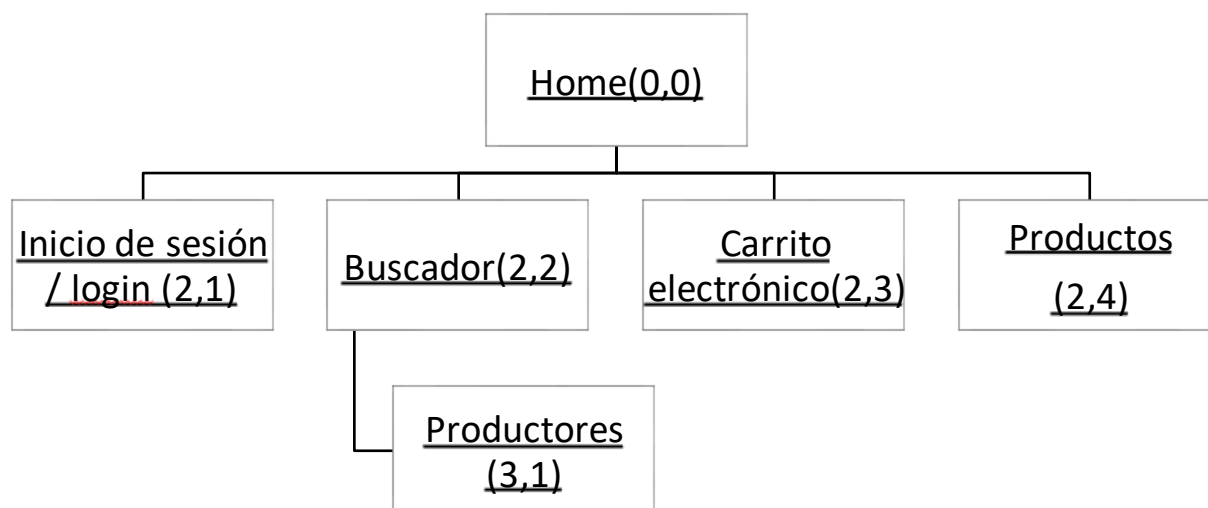 Home(0,0)
Inicio de sesión
/ login (2,1)
Buscador(2,2)
Carrito
electrónico(2,3)
Productos
(2,4)
Productores
(3,1)